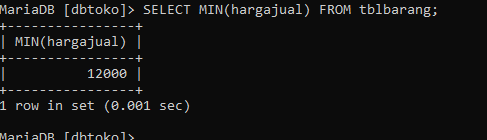 MariaDB [dbtoko]> SELECT MIN(hargajual) FROM tblbarang;
+----------------+
| MIN(hargajual) |
+----------------+
|          12000 |
+----------------+
1 row in set (0.001 sec)
MariaDB [dbtoko]>